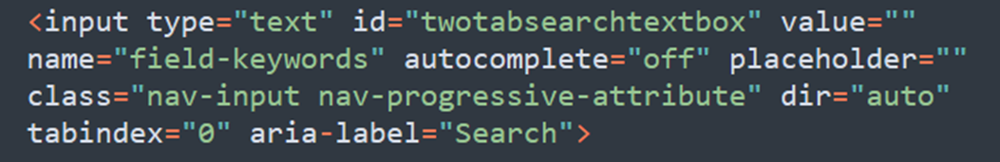 <input type="text" id="twotabsearchtextbox" value=""
name="field-keywords" autocomplete="off" placeholder=""
class="nav-input nav-progressive-attribute" dir="auto"
tabindex="0" aria-label="Search">